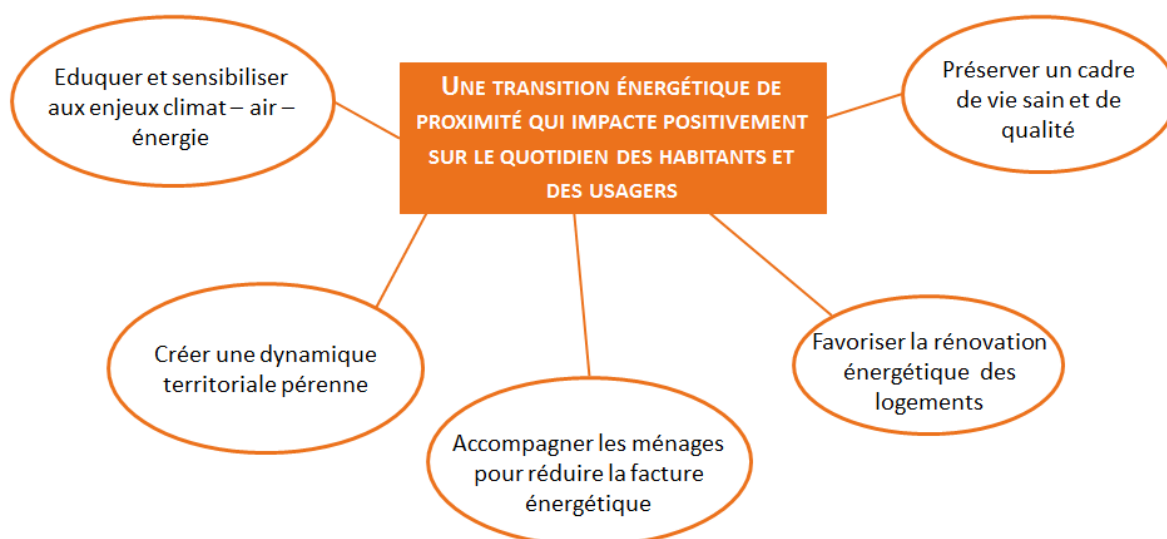 Eduquer et sensibiliser
aux enjeux climat – air –
énergie
UNE TRANSITION ÉNERGÉTIQUE DE
PROXIMITÉ QUI IMPACTE POSITIVEMENT
SUR LE QUOTIDIEN DES HABITANTS ET
DES USAGERS
Préserver un cadre
de vie sain et de
qualité
Créer une dynamique
territoriale pérenne
Accompagner les ménages
pour réduire la facture
énergétique
Favoriser la rénovation
énergétique des
logements